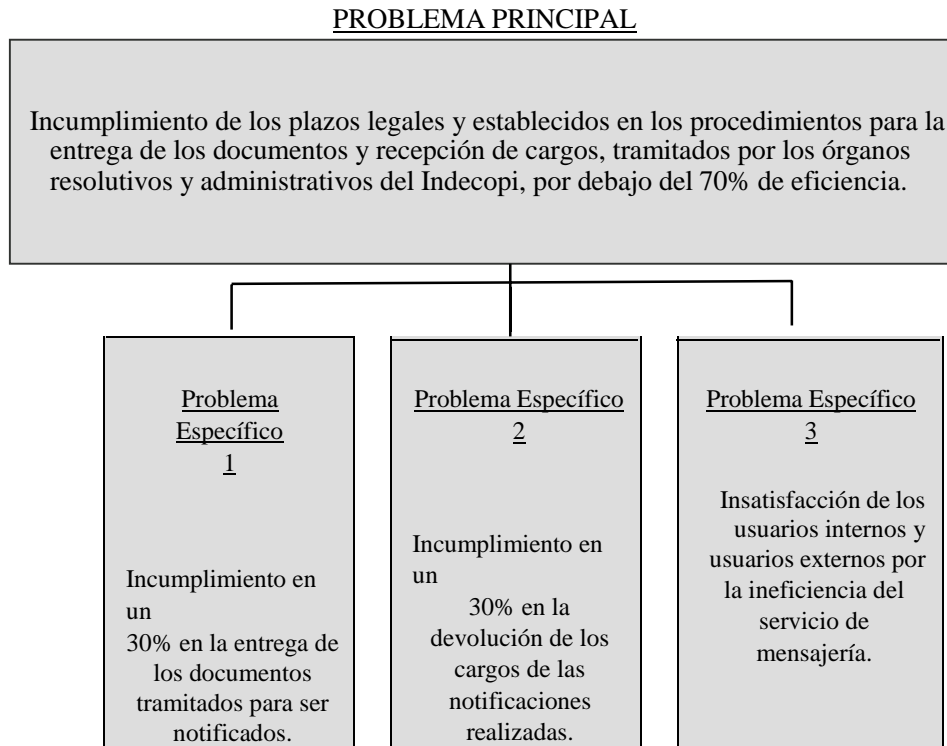 PROBLEMA PRINCIPAL
Incumplimiento de los plazos legales y establecidos en los procedimientos para la
entrega de los documentos y recepción de cargos, tramitados por los órganos
resolutivos y administrativos del Indecopi, por debajo del 70% de eficiencia.
Problema
Específico
1
Incumplimiento en
un
30% en la entrega de
los documentos
tramitados para ser
notificados.
Problema Específico
2
Incumplimiento en
un
30% en la
devolución de los
cargos de las
notificaciones
realizadas.
Problema Específico
3
Insatisfacción de los
usuarios internos y
usuarios externos por
la ineficiencia del
servicio de
mensajería.